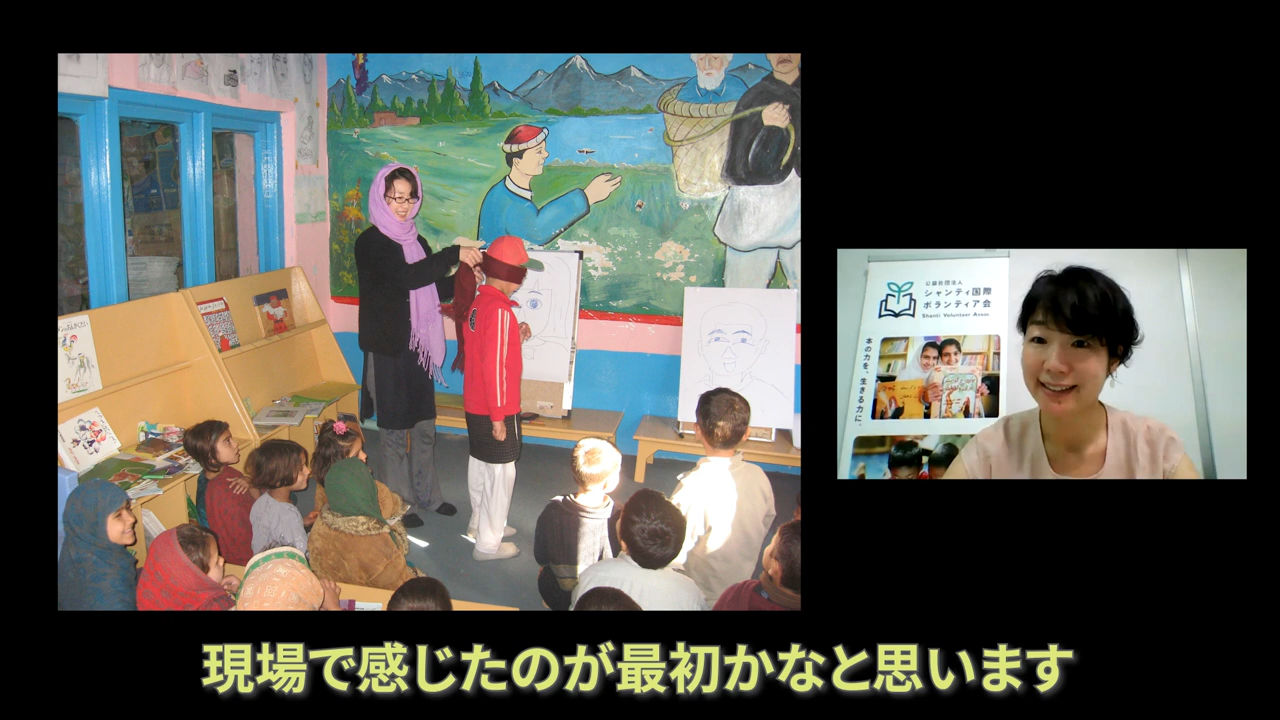 公益社団法人
シャンティ国際
ボランティア会
Shanti Volunteer Assoc.
本の力を、生きる力に。
現場で感じたのが最初かなと思います